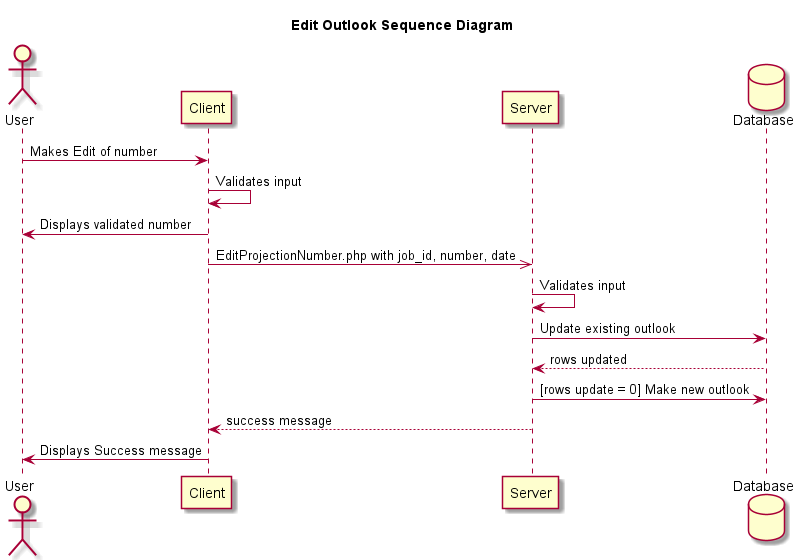 Edit Outlook Sequence Diagram
User
Client
Server
Database
Makes Edit of number
Validates input
Displays validated number
EditProjectionNumber.php with job_id, number, date
Validates input
Update existing outlook
rows updated
[rows update = 0] Make new outlook
success message
Displays Success message
User
Client
Server
Database